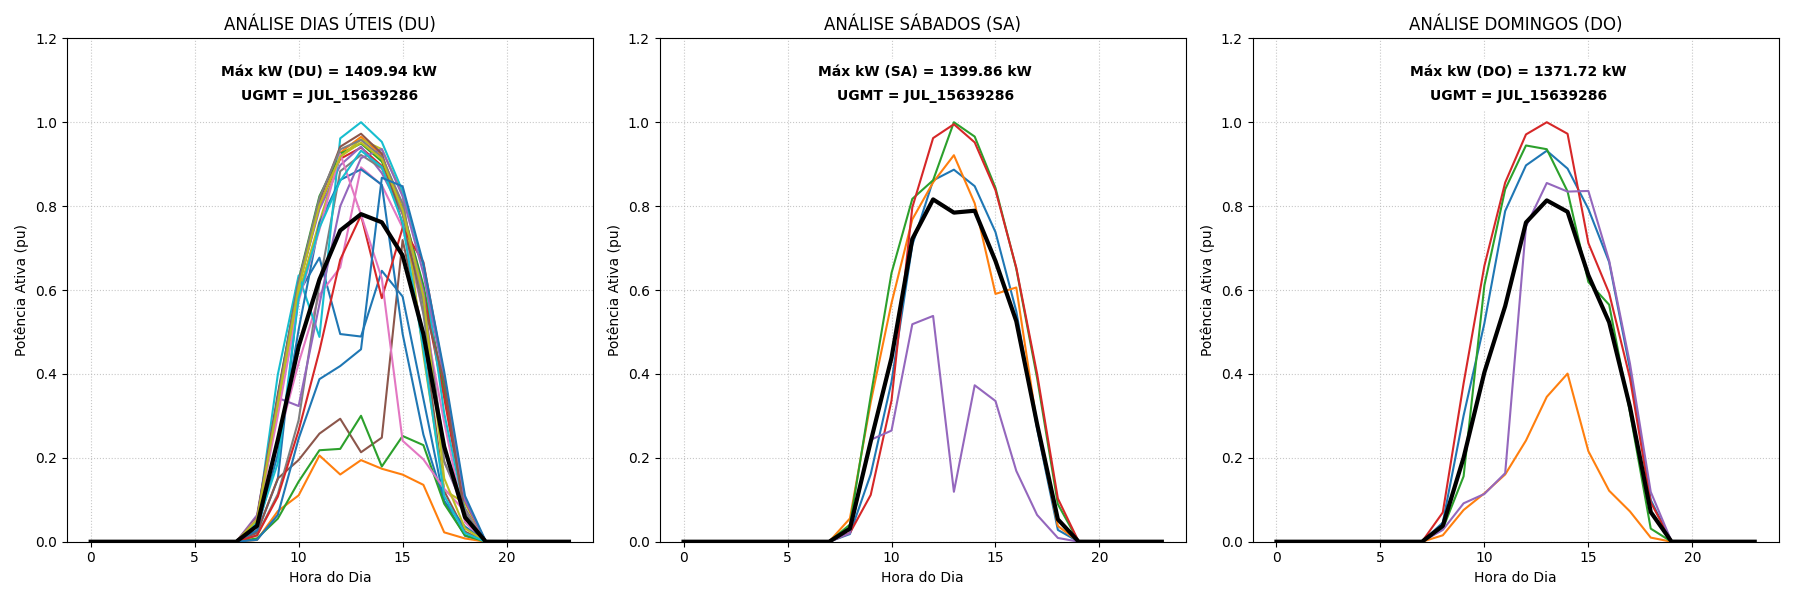 ANÁLISE DIAS ÚTEIS (DU)
Máx kW (DU) = 1409.94 kW
UGMT = JUL_15639286
Potência Ativa (pu)
1.2
1.0
0.8
0.6
0.4
0.2
0.0
0 5 10 15 20
Hora do Dia
ANÁLISE SÁBADOS (SA)
Máx kW (SA) = 1399.86 kW
UGMT = JUL_15639286
Potência Ativa (pu)
1.2
1.0
0.8
0.6
0.4
0.2
0.0
0 5 10 15 20
Hora do Dia
ANÁLISE DOMINGOS (DO)
Máx kW (DO) = 1371.72 kW
UGMT = JUL_15639286
Potência Ativa (pu)
1.2
1.0
0.8
0.6
0.4
0.2
0.0
0 5 10 15 20
Hora do Dia